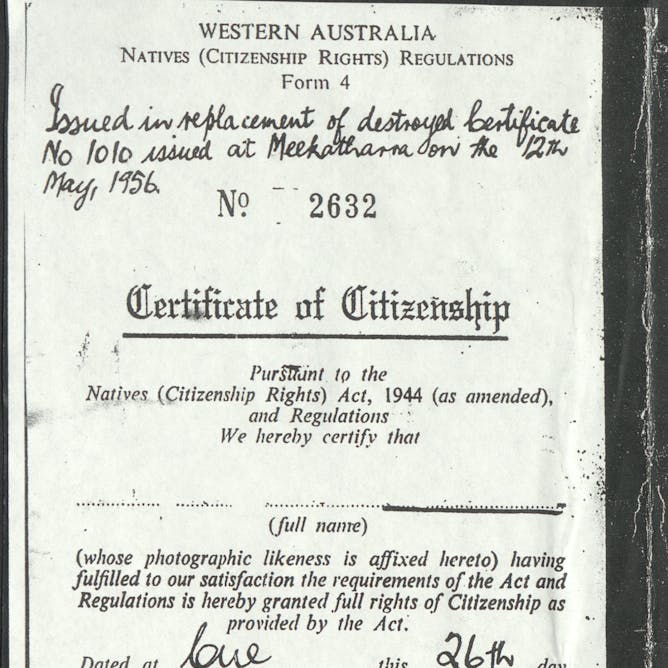 WESTERN AUSTRALIA
NATIVES (CITIZENSHIP RIGHTS) REGULATIONS
Form 4
Issued in replacement of destroyed Certificate
No 1010 issued at Meekatharra on the 12th
May, 1956.
No. 2632
Certificate of Citizenship
Pursuant to the
Natives (Citizenship Rights) Act, 1944 (as amended),
and Regulations
We hereby certify that
(full name)
(whose photographic likeness is affixed hereto) having
fulfilled to our satisfaction the requirements of the Act and
Regulations is hereby granted full rights of Citizenship as
provided by the Act.
Dated at Cue this 26th day